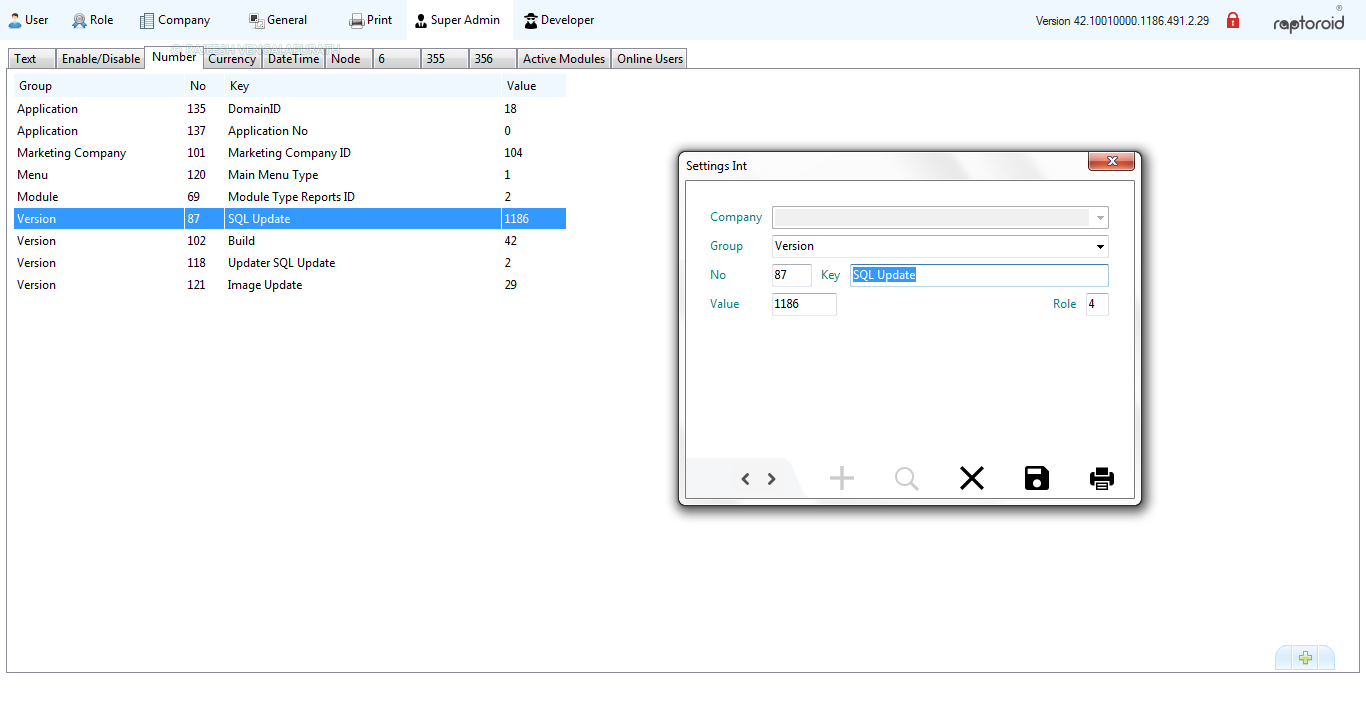 User Role Company General Print Super Admin Developer Version 42.10010000.1186.491.2.29 raptoroid ®
© RAJEESH VENGALAPURATH
Text Enable/Disable Number Currency DateTime Node 6 355 356 Active Modules Online Users
Group No Key Value
Application 135 DomainID 18
Application 137 Application No 0
Marketing Company 101 Marketing Company ID 104
Menu 120 Main Menu Type 1
Module 69 Module Type Reports ID 2
Version 87 SQL Update 1186
Version 102 Build 42
Version 118 Updater SQL Update 2
Version 121 Image Update 29
Settings Int
Company
Group Version
No 87 Key SQL Update
Value 1186 Role 4